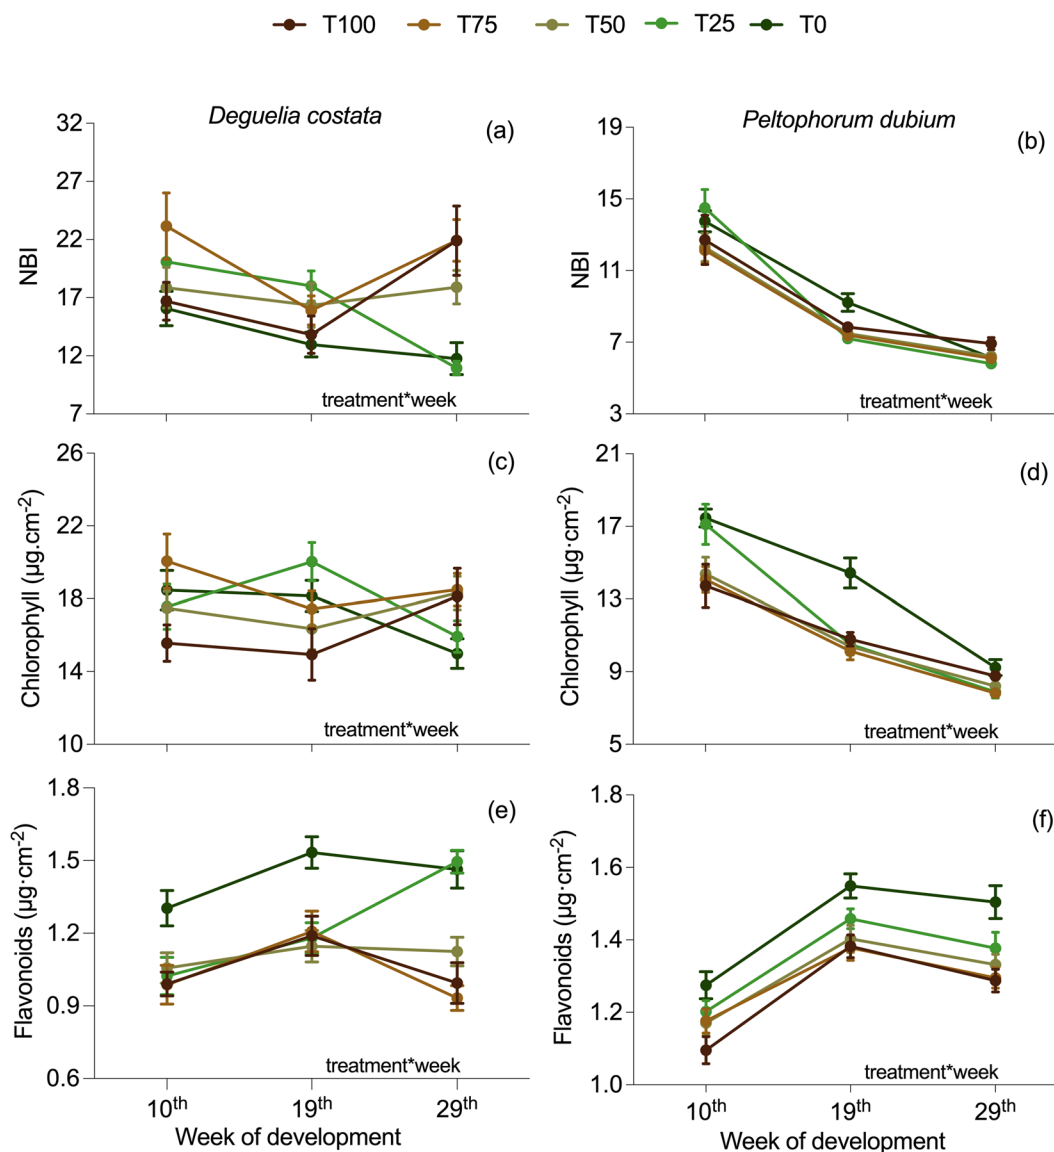 T100 T75 T50 T25 T0
Deguelia costata
(a)
32
27
22
17
12
7
NBI
treatment*week
Peltophorum dubium
(b)
19
15
11
7
3
NBI
treatment*week
(c)
26
22
18
14
10
Chlorophyll (µg.cm-2)
treatment*week
(d)
21
17
13
9
5
Chlorophyll (µg·cm-2)
treatment*week
(e)
1.8
1.5
1.2
0.9
0.6
Flavonoids (µg·cm-2)
treatment*week
10th 19th 29th
Week of development
(f)
1.8
1.6
1.4
1.2
1.0
Flavonoids (µg·cm-2)
treatment*week
10th 19th 29th
Week of development